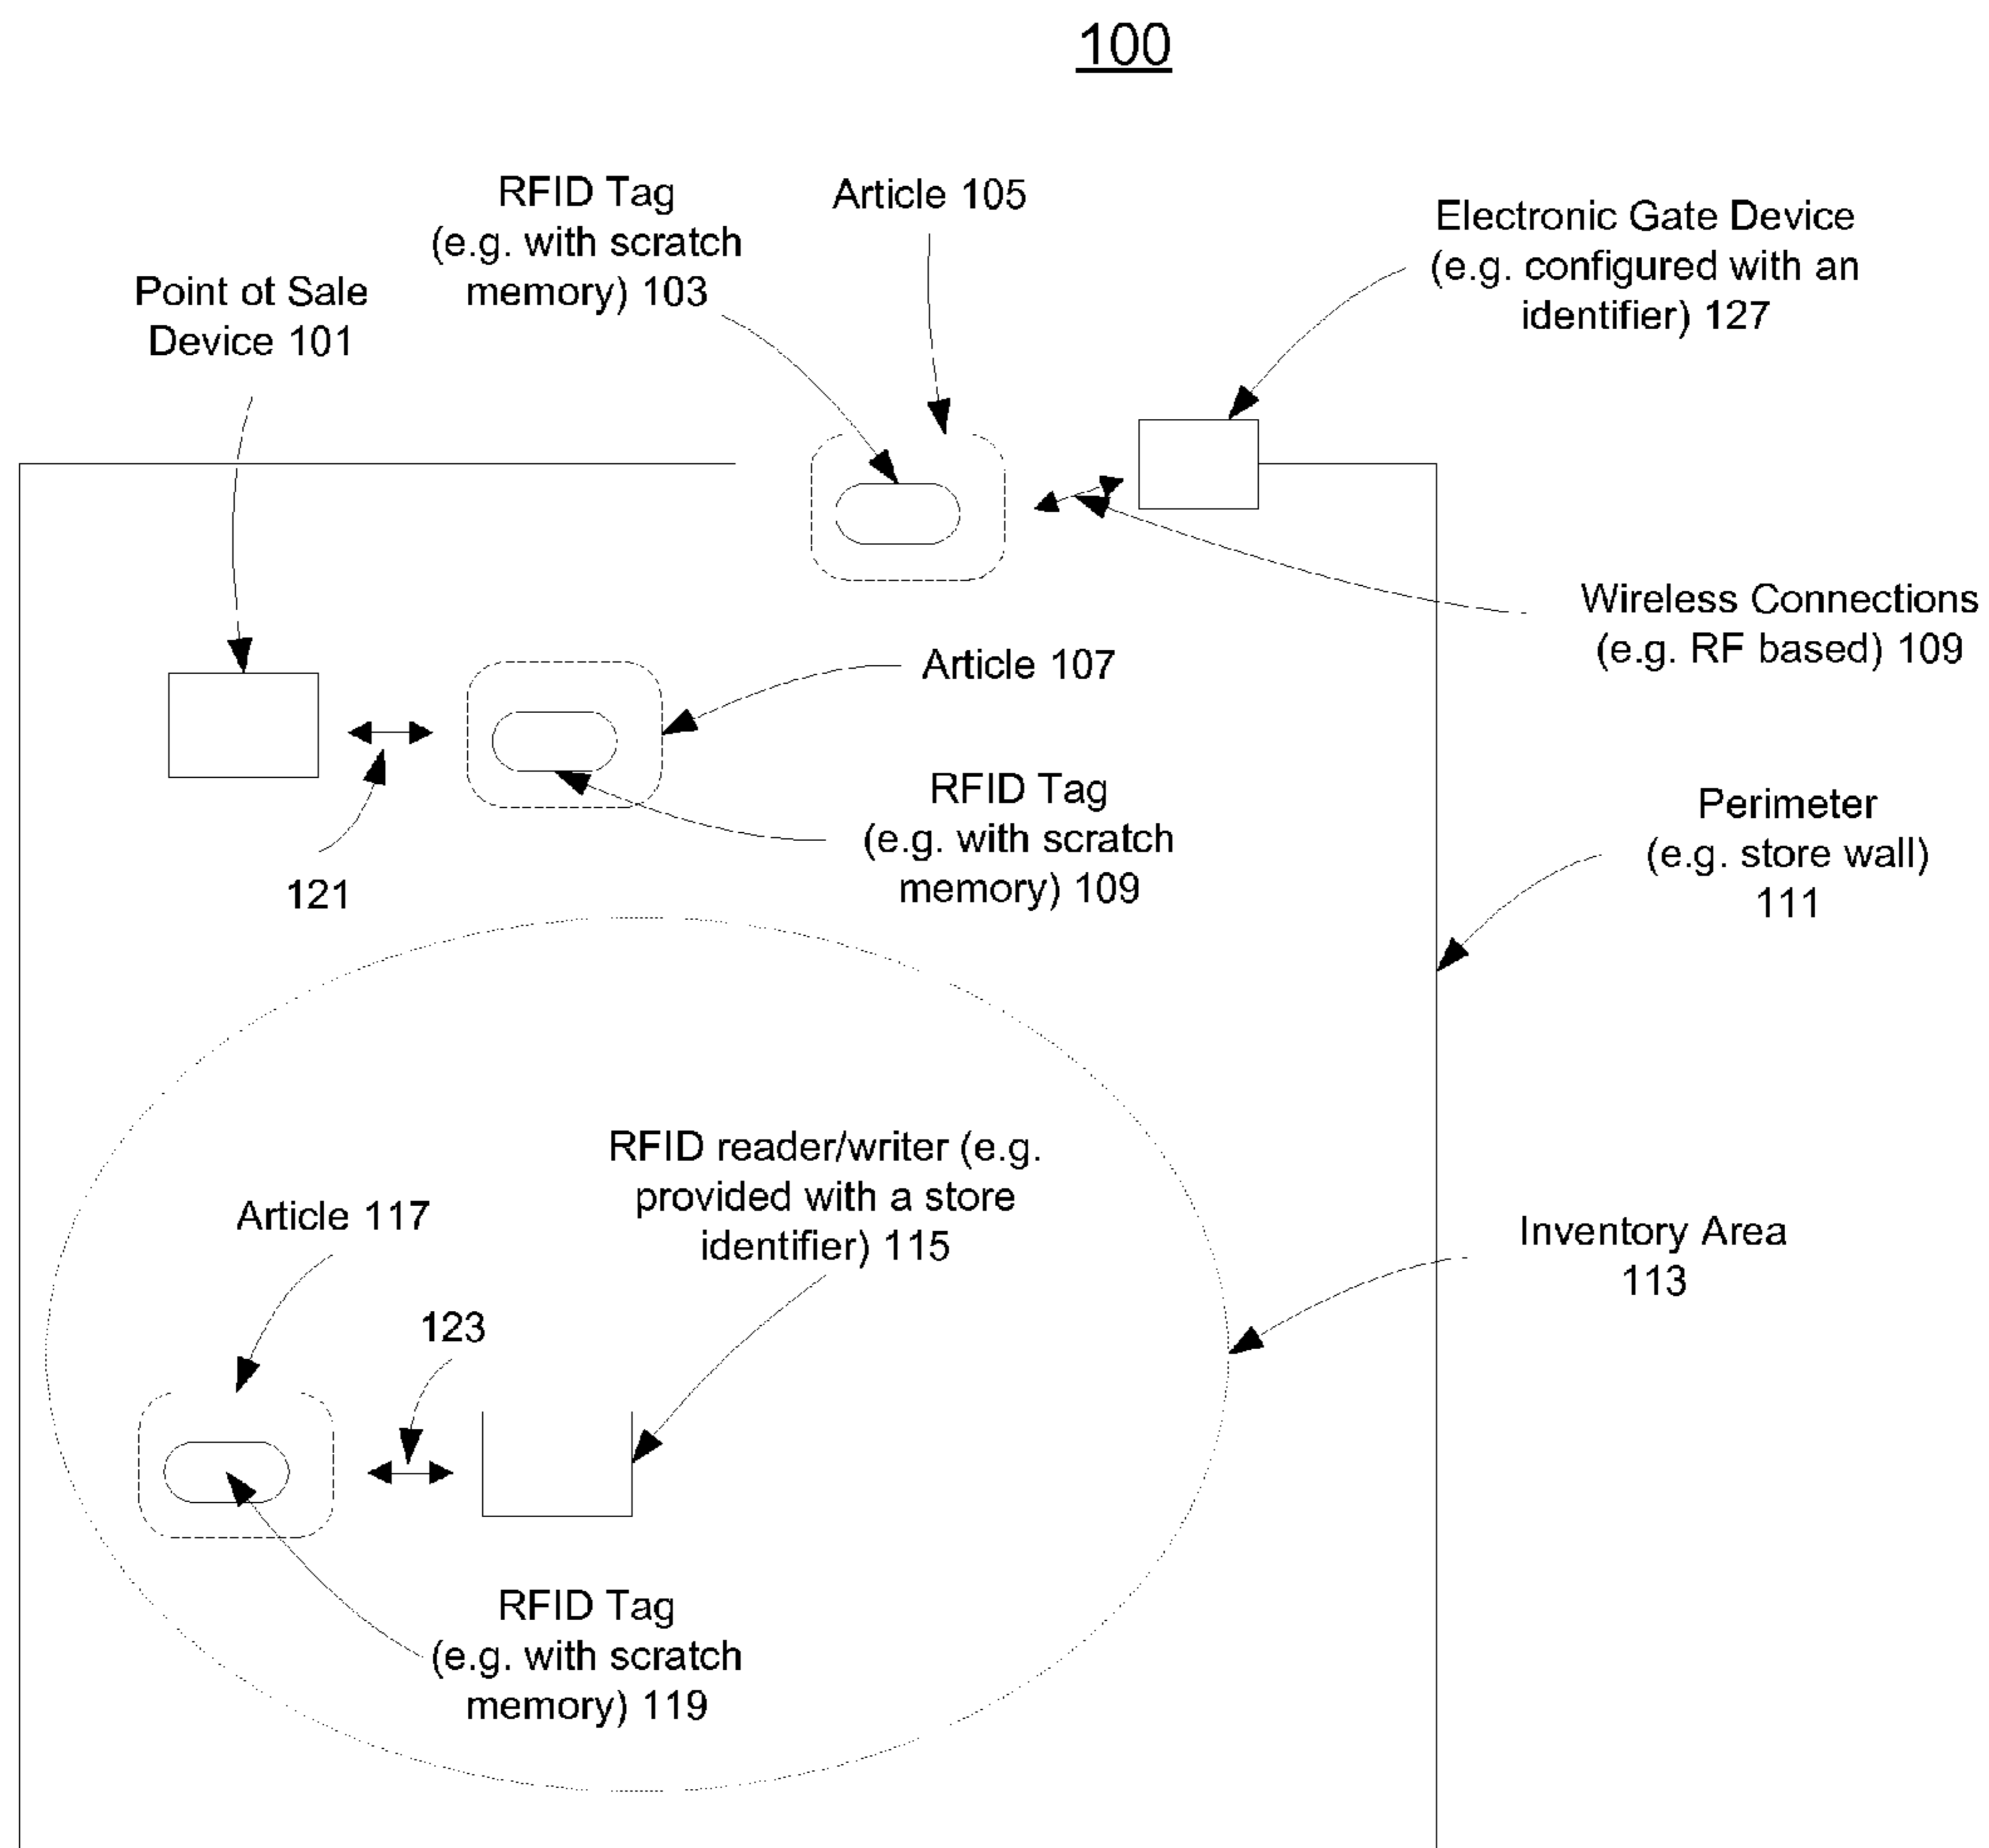 100
RFID Tag
(e.g. with scratch
memory) 103
Article 105
Electronic Gate Device
(e.g. configured with an
identifier) 127
Point of Sale
Device 101
Wireless Connections
(e.g. RF based) 109
Article 107
RFID Tag
(e.g. with scratch
memory) 109
Perimeter
(e.g. store wall)
111
121
RFID reader/writer (e.g.
provided with a store
identifier) 115
Article 117
Inventory Area
113
123
RFID Tag
(e.g. with scratch
memory) 119